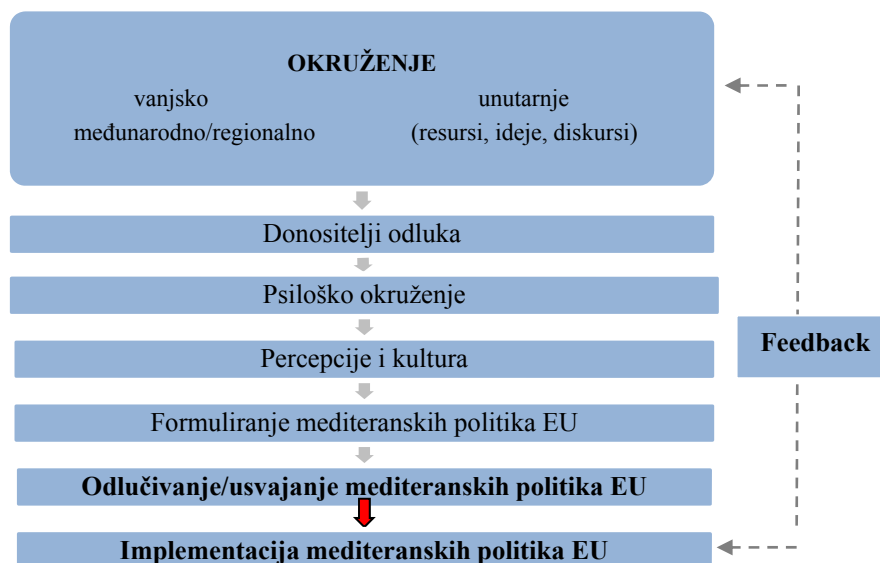 OKRUŽENJE
vanjsko
međunarodno/regionalno
unutarnje
(resursi, ideje, diskursi)
Donositelji odluka
Psiloško okruženje
Percepcije i kultura
Formuliranje mediteranskih politika EU
Odlučivanje/usvajanje mediteranskih politika EU
Implementacija mediteranskih politika EU
Feedback